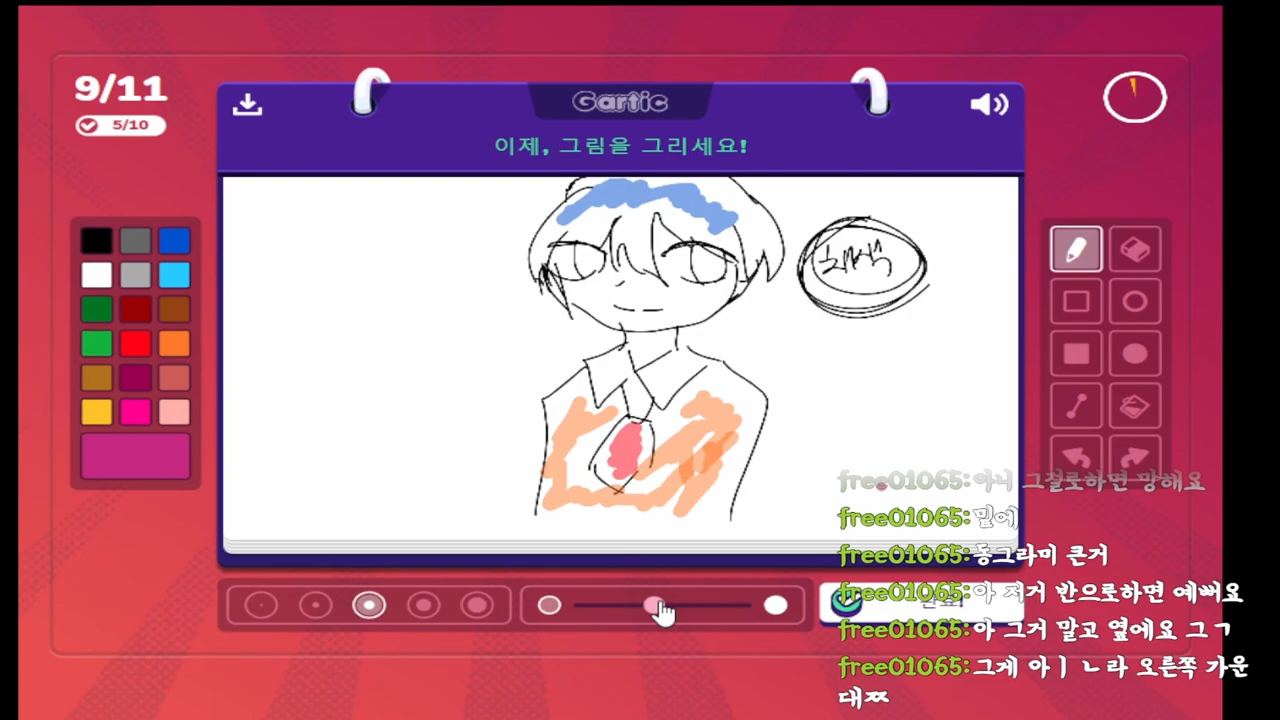 9/11
5/10
Gartic
이제, 그림을 그리세요!
free01065:아니 그절로하면 망해요
free01065:밑에
free01065:동그라미 큰거
free01065:아 저거 반으로하면 예뻐요
free01065:아 그거 말고 옆에요 그ㄱ
free01065:그게 아ㅣㄴ라 오른쪽 가운
대쯔